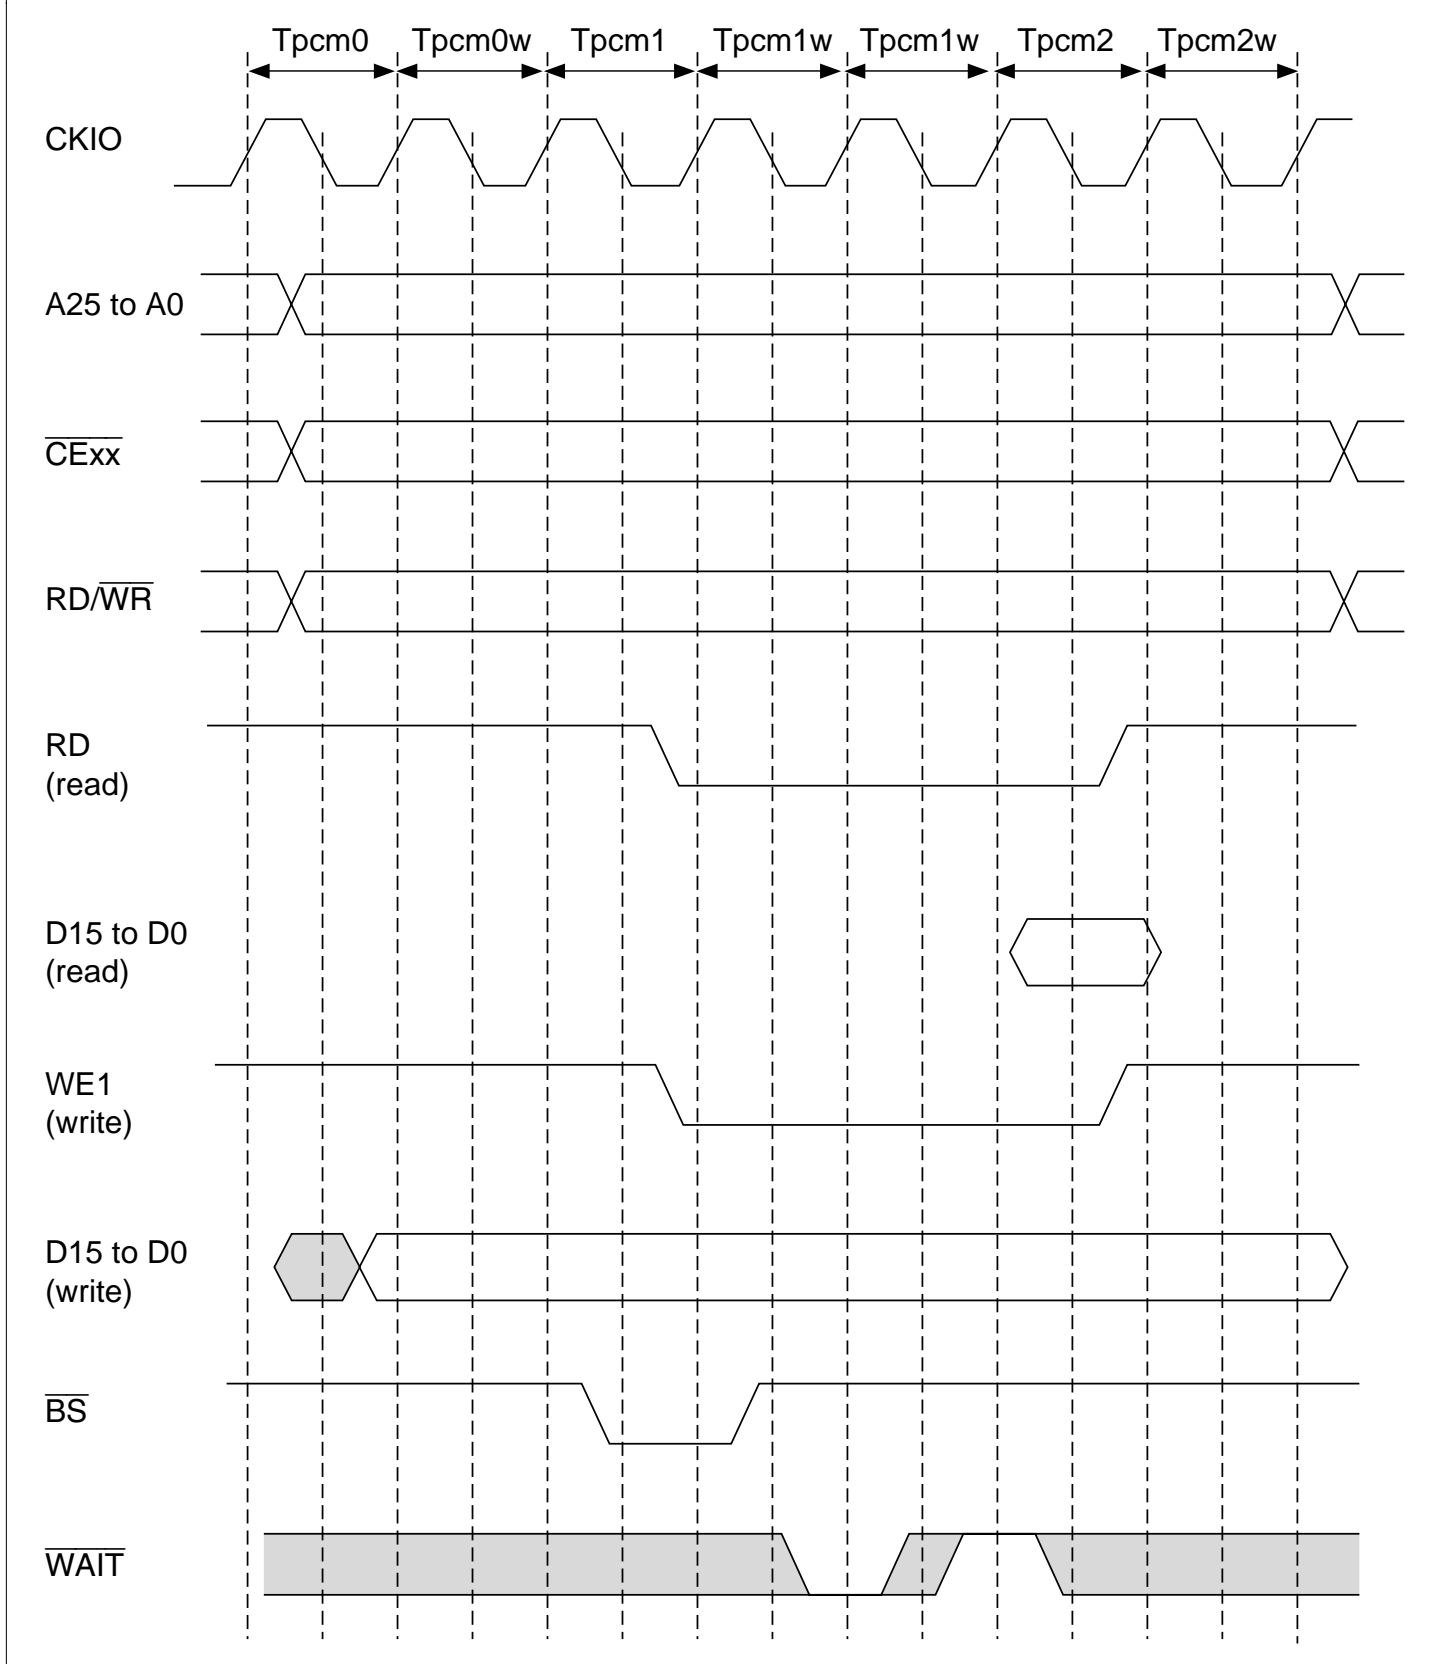 Tpcm0 Tpcm0w Tpcm1 Tpcm1w Tpcm1w Tpcm2 Tpcm2w
CKIO
A25 to A0
CExx
RD/WR
RD
(read)
D15 to D0
(read)
WE1
(write)
D15 to D0
(write)
BS
WAIT